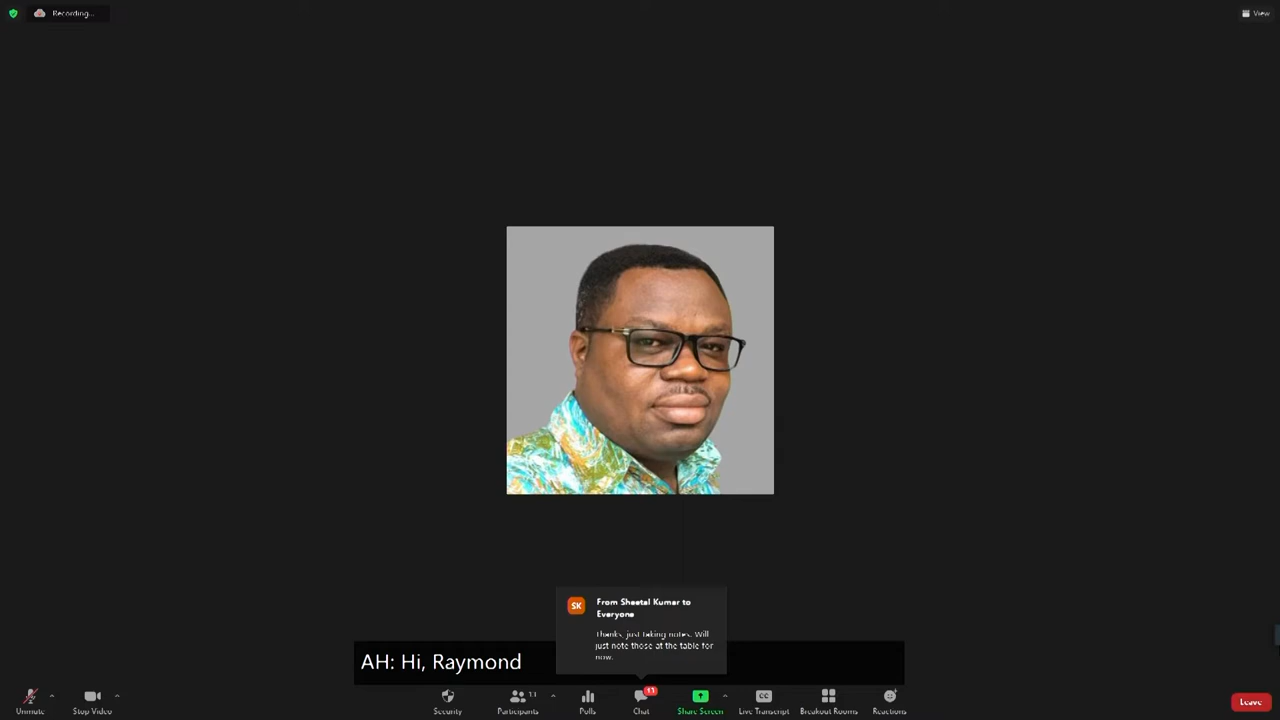 Recording...
View
SK
From Sheetal Kumar to
Everyone
Thanks, just taking notes. Will
just note those at the table for
now.
AH: Hi, Raymond
Unmute
Stop Video
Security
13
Participants
Polls
11
Chat
Share Screen
CC
Live Transcript
Breakout Rooms
Reactions
Leave